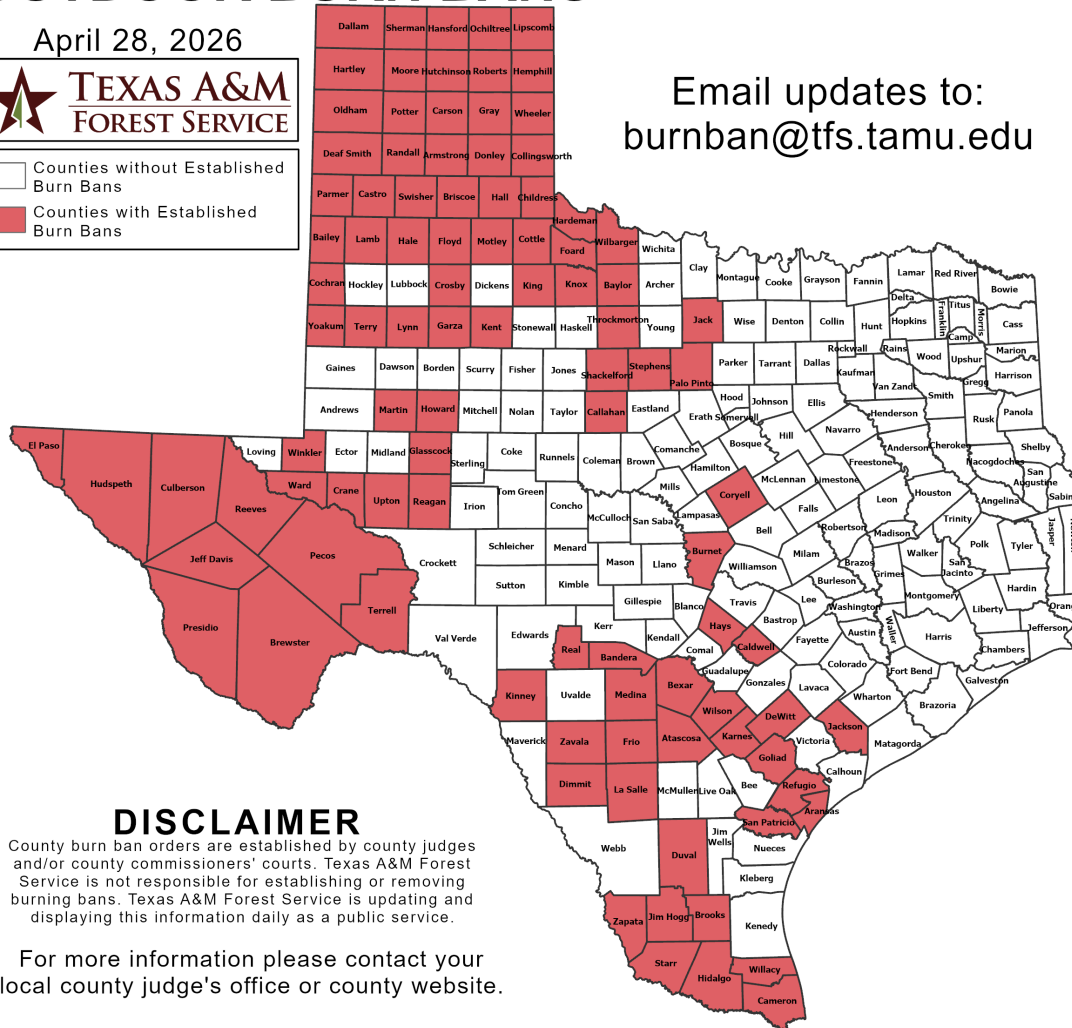 April 28, 2026
TEXAS A&M
FOREST SERVICE
Counties without Established
Burn Bans
Counties with Established
Burn Bans
Email updates to:
burnban@tfs.tamu.edu
Dallam Sherman Hansford Ochiltree Lipscomb
Hartley Moore Hutchinson Roberts Hemphill
Oldham Potter Carson Gray Wheeler
Deaf Smith Randall Armstrong Donley Collingsworth
Parmer Castro Swisher Briscoe Hall Childress
Hardeman
Bailey Lamb Hale Floyd Motley Cottle Foard Wilbarger Wichita
Clay Montague Cooke Grayson Fannin Lamar Red River Bowie
Cochran Hockley Lubbock Crosby Dickens King Knox Baylor Archer
Delta Titus Franklin Morris
Yoakum Terry Lynn Garza Kent Stonewall Haskell Throckmorton Young Jack Wise Denton Collin Hunt Hopkins Camp Cass
Rockwall Rains Wood Upshur Marion
Gaines Dawson Borden Scurry Fisher Jones Shackelford Stephens Palo Pinto Parker Tarrant Dallas Kaufman Van Zandt Gregg Harrison
Andrews Martin Howard Mitchell Nolan Taylor Callahan Eastland Erath Hood Somervell Johnson Ellis Henderson Smith Rusk Panola
El Paso Loving Winkler Ector Midland Glasscock Sterling Coke Runnels Coleman Brown Comanche Hamilton Bosque Hill Navarro Freestone Anderson Cherokee Nacogdoches Shelby
San
Augustine
Hudspeth Culberson Reeves Ward Crane Upton Reagan Irion Tom Green Concho Mills Coryell McLennan Limestone Leon Houston Angelina
McCulloch San Saba Lampasas Bell Falls Robertson Madison Trinity Jasper
Jeff Davis Pecos Crockett Schleicher Menard Mason Llano Burnet Williamson Milam Brazos Grimes Walker San
Jacinto Polk Tyler
Terrell Sutton Kimble Gillespie Blanco Travis Lee Burleson Washington Montgomery Liberty Hardin
Presidio Brewster Val Verde Edwards Kerr Kendall Hays Comal Caldwell Bastrop Fayette Austin Waller Harris Chambers Jefferson
Real Bandera Guadalupe Gonzales Lavaca Colorado Fort Bend Galveston
Kinney Uvalde Medina Bexar Wilson DeWitt Jackson Wharton Brazoria
Maverick Zavala Frio Atascosa Karnes Goliad Victoria Matagorda
Dimmit La Salle McMullen Live Oak Bee Refugio Calhoun
Aransas
San Patricio
Webb Duval Jim
Wells Nueces
Kleberg
Zapata Jim Hogg Brooks Kenedy
Starr Hidalgo Willacy
Cameron
DISCLAIMER
County burn ban orders are established by county judges
and/or county commissioners' courts. Texas A&M Forest
Service is not responsible for establishing or removing
burning bans. Texas A&M Forest Service is updating and
displaying this information daily as a public service.
For more information please contact your
local county judge's office or county website.